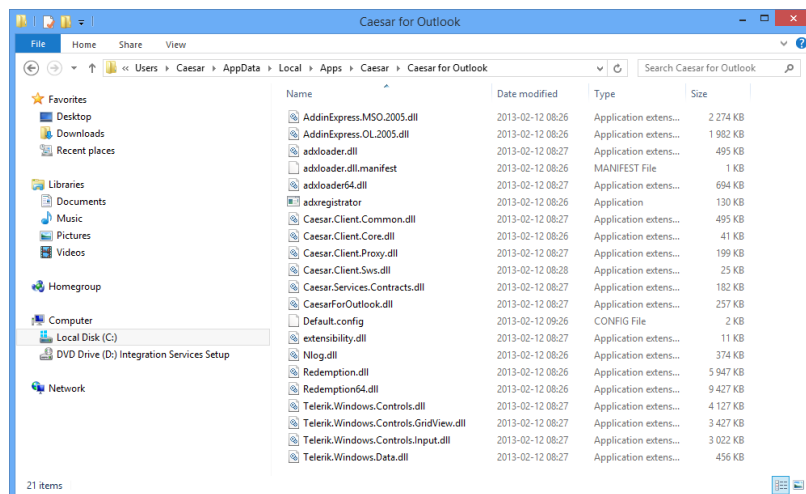 Caesar for Outlook
File Home Share View
« Users Caesar AppData Local Apps Caesar Caesar for Outlook Search Caesar for Outlook
Favorites
Desktop
Downloads
Recent places
Libraries
Documents
Music
Pictures
Videos
Homegroup
Computer
Local Disk (C:)
DVD Drive (D:) Integration Services Setup
Network
Name Date modified Type Size
AddinExpress.MSO.2005.dll 2013-02-12 08:26 Application extens... 2 274 KB
AddinExpress.OL.2005.dll 2013-02-12 08:26 Application extens... 1 982 KB
adxloader.dll 2013-02-12 08:26 Application extens... 495 KB
adxloader.dll.manifest 2013-02-12 08:26 MANIFEST File 1 KB
adxloader64.dll 2013-02-12 08:26 Application extens... 694 KB
adxregistrator 2013-02-12 08:26 Application 130 KB
Caesar.Client.Common.dll 2013-02-12 08:27 Application extens... 495 KB
Caesar.Client.Core.dll 2013-02-12 08:26 Application extens... 41 KB
Caesar.Client.Proxy.dll 2013-02-12 08:27 Application extens... 199 KB
Caesar.Client.Sws.dll 2013-02-12 08:28 Application extens... 25 KB
Caesar.Services.Contracts.dll 2013-02-12 08:27 Application extens... 182 KB
CaesarForOutlook.dll 2013-02-12 08:27 Application extens... 257 KB
Default.config 2013-02-12 09:26 CONFIG File 2 KB
extensibility.dll 2013-02-12 08:27 Application extens... 11 KB
Nlog.dll 2013-02-12 08:26 Application extens... 374 KB
Redemption.dll 2013-02-12 08:26 Application extens... 5 947 KB
Redemption64.dll 2013-02-12 08:26 Application extens... 9 427 KB
Telerik.Windows.Controls.dll 2013-02-12 08:27 Application extens... 4 127 KB
Telerik.Windows.Controls.GridView.dll 2013-02-12 08:27 Application extens... 3 427 KB
Telerik.Windows.Controls.Input.dll 2013-02-12 08:27 Application extens... 3 022 KB
Telerik.Windows.Data.dll 2013-02-12 08:27 Application extens... 456 KB
21 items